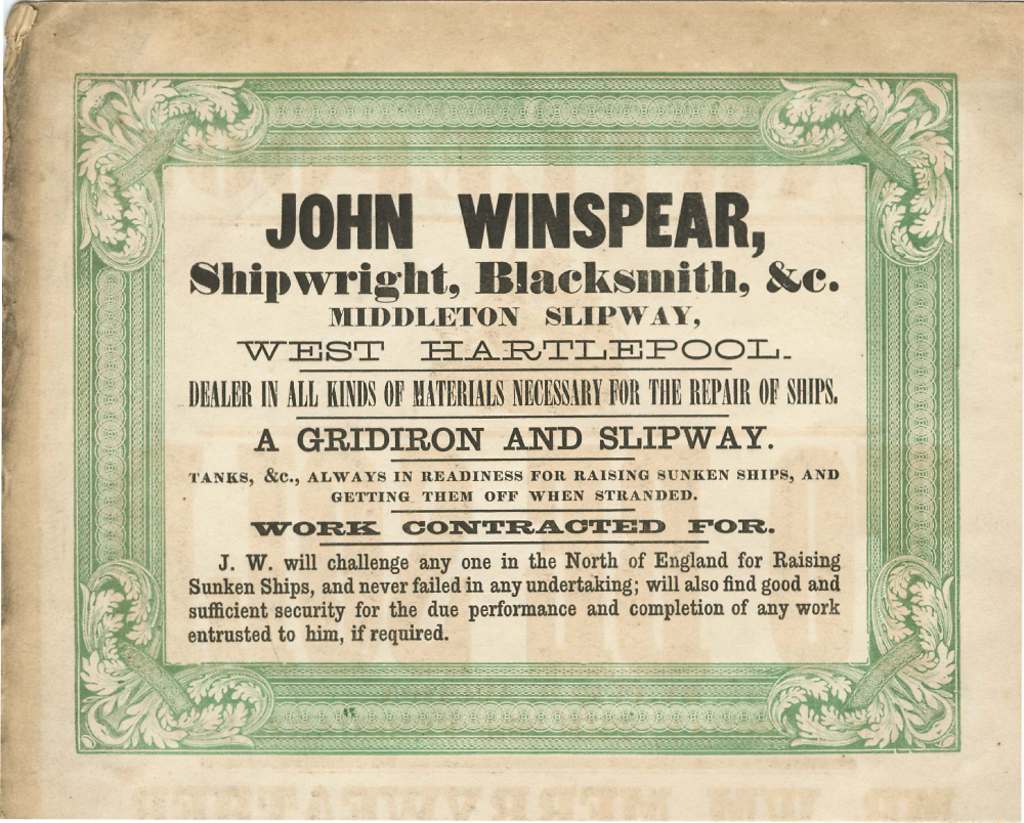 JOHN WINSPEAR,
Shipwright, Blacksmith, &c.
MIDDLETON SLIPWAY,
WEST HARTLEPOOL.
DEALER IN ALL KINDS OF MATERIALS NECESSARY FOR THE REPAIR OF SHIPS.
A GRIDIRON AND SLIPWAY.
TANKS, &c., ALWAYS IN READINESS FOR RAISING SUNKEN SHIPS, AND
GETTING THEM OFF WHEN STRANDED.
WORK CONTRACTED FOR.
J. W. will challenge any one in the North of England for Raising
Sunken Ships, and never failed in any undertaking; will also find good and
sufficient security for the due performance and completion of any work
entrusted to him, if required.